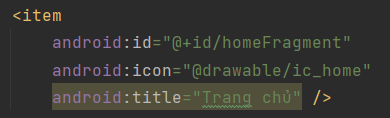 <item
android:id="@+id/homeFragment"
android:icon="@drawable/ic_home"
android:title="Trang chủ" />